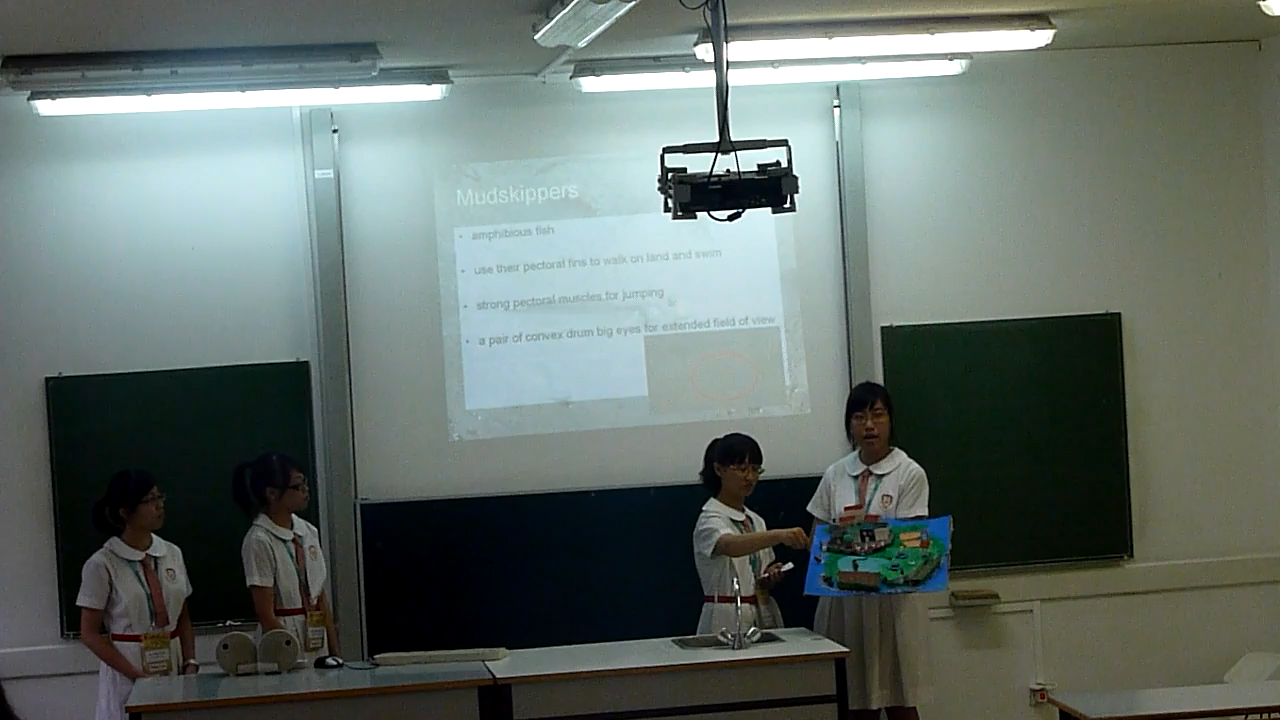 Mudskippers
• amphibious fish
• use their pectoral fins to walk on land and swim
• strong pectoral muscles for jumping
• a pair of convex drum big eyes for extended field of view